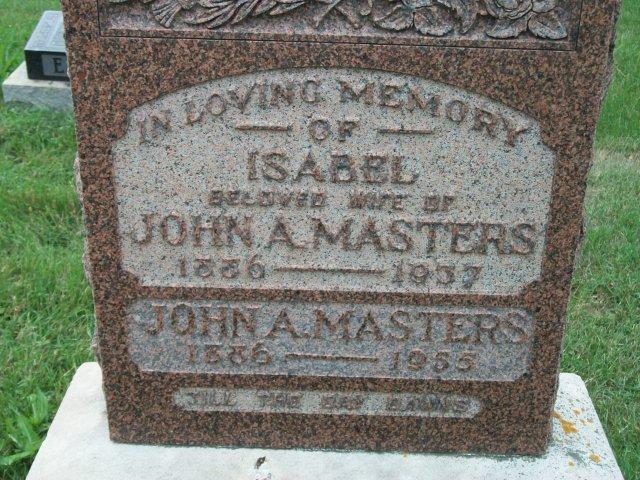 IN LOVING MEMORY
OF
ISABEL
BELOVED WIFE OF
JOHN A. MASTERS
1886 — 1937
JOHN A. MASTERS
1886 — 1955
TILL THE DAY DAWNS